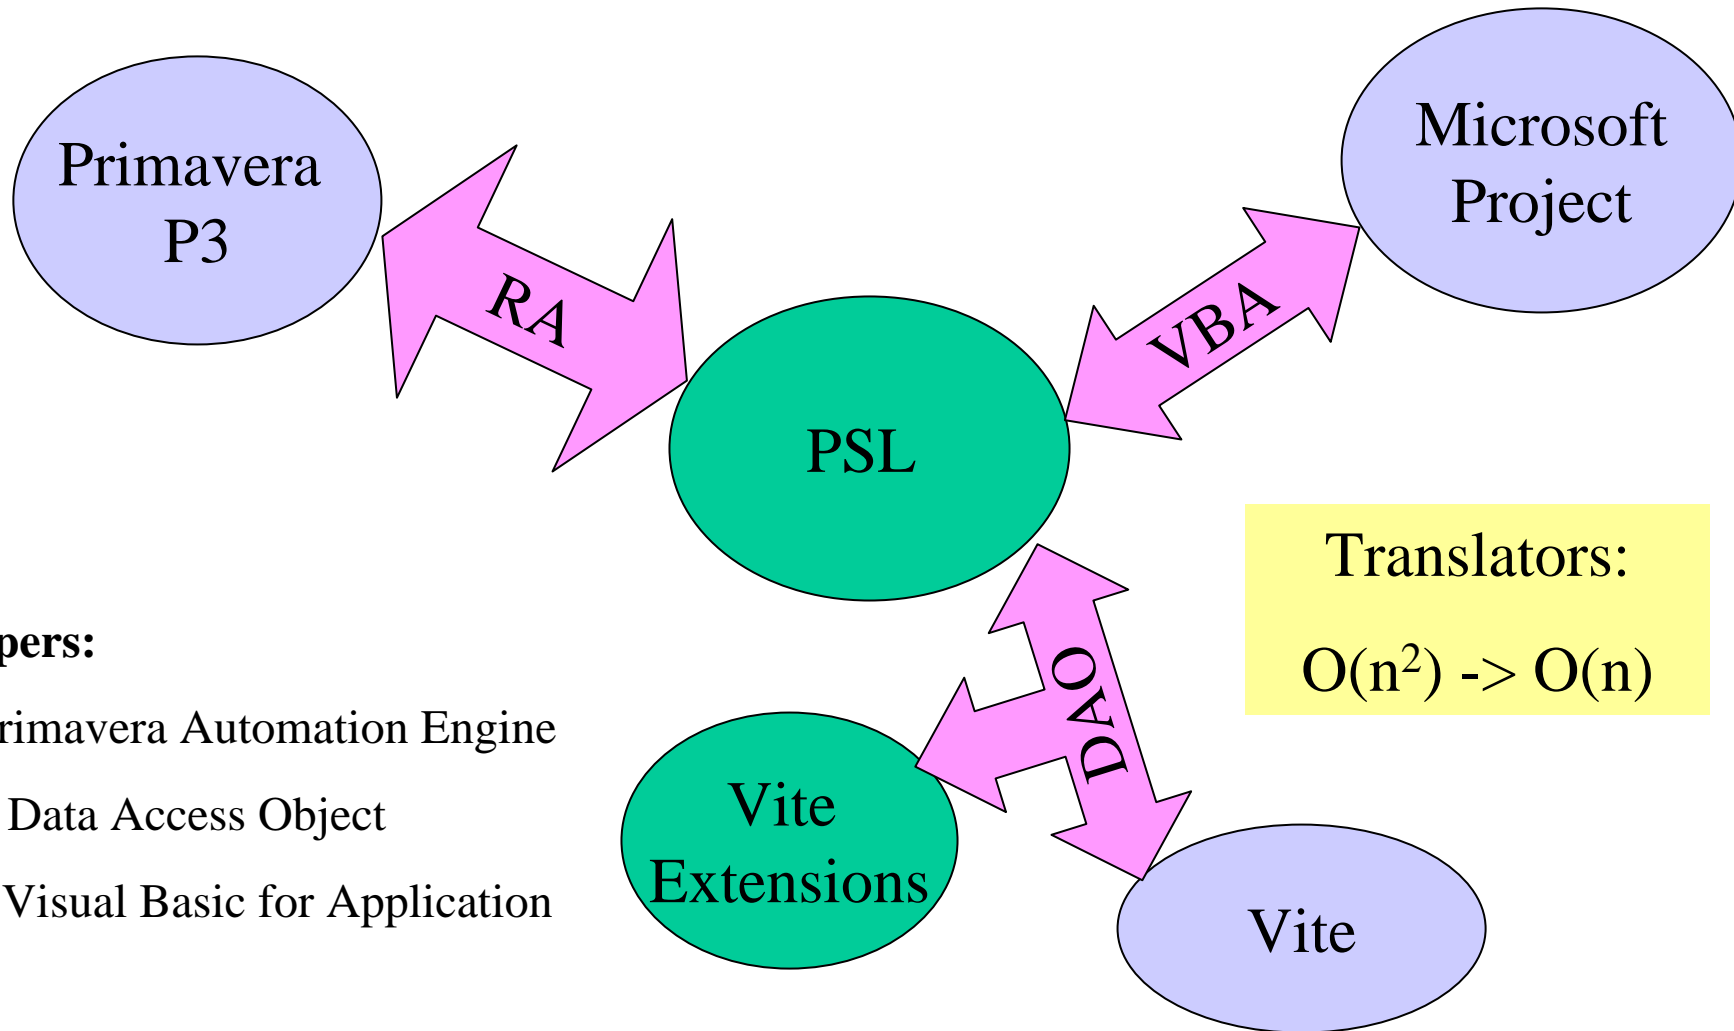 Primavera
P3
Microsoft
Project
RA
VBA
PSL
Translators:
O(n²) -> O(n)
DAO
pers:
rimavera Automation Engine
Data Access Object
Visual Basic for Application
Vite
Extensions
Vite